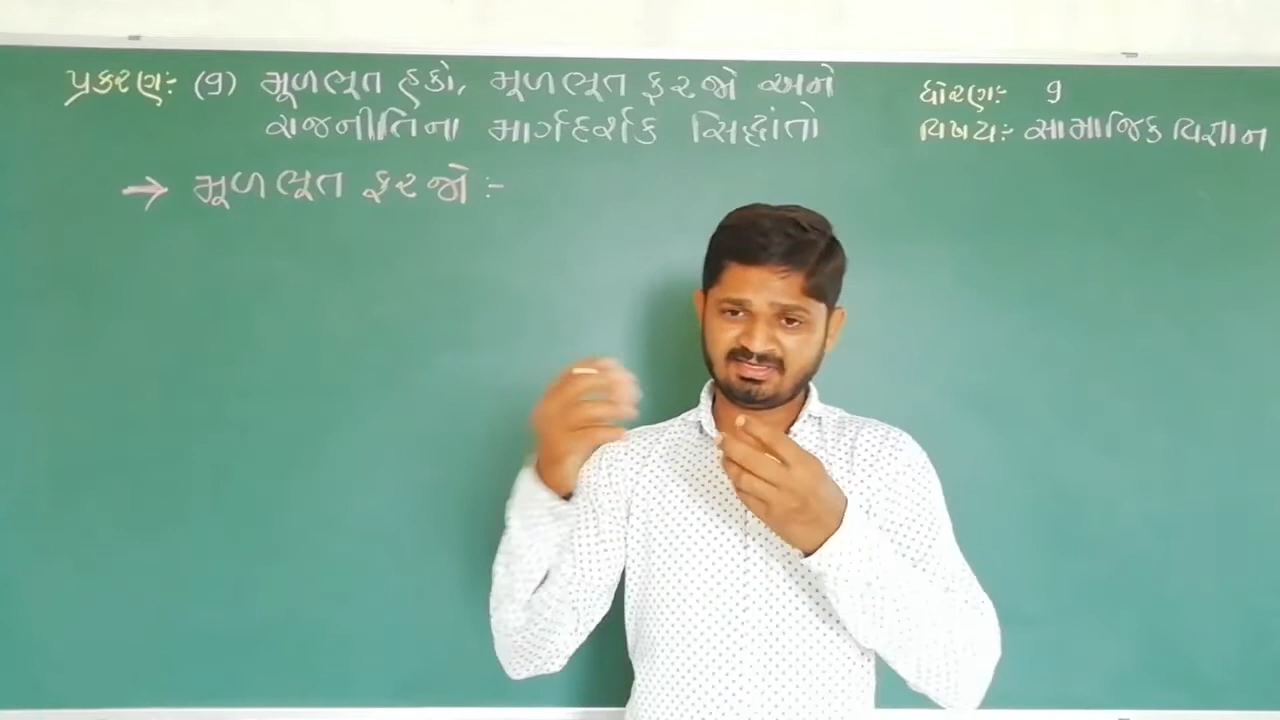 પ્રકરણઃ- (9) મૂળભૂત હકો, મૂળભૂત ફરજો અને
રાજનીતિના માર્ગદર્શક સિદ્ધાંતો
ધોરણઃ- 9
વિષયઃ- સામાજિક વિજ્ઞાન
→ મૂળભૂત ફરજો :-